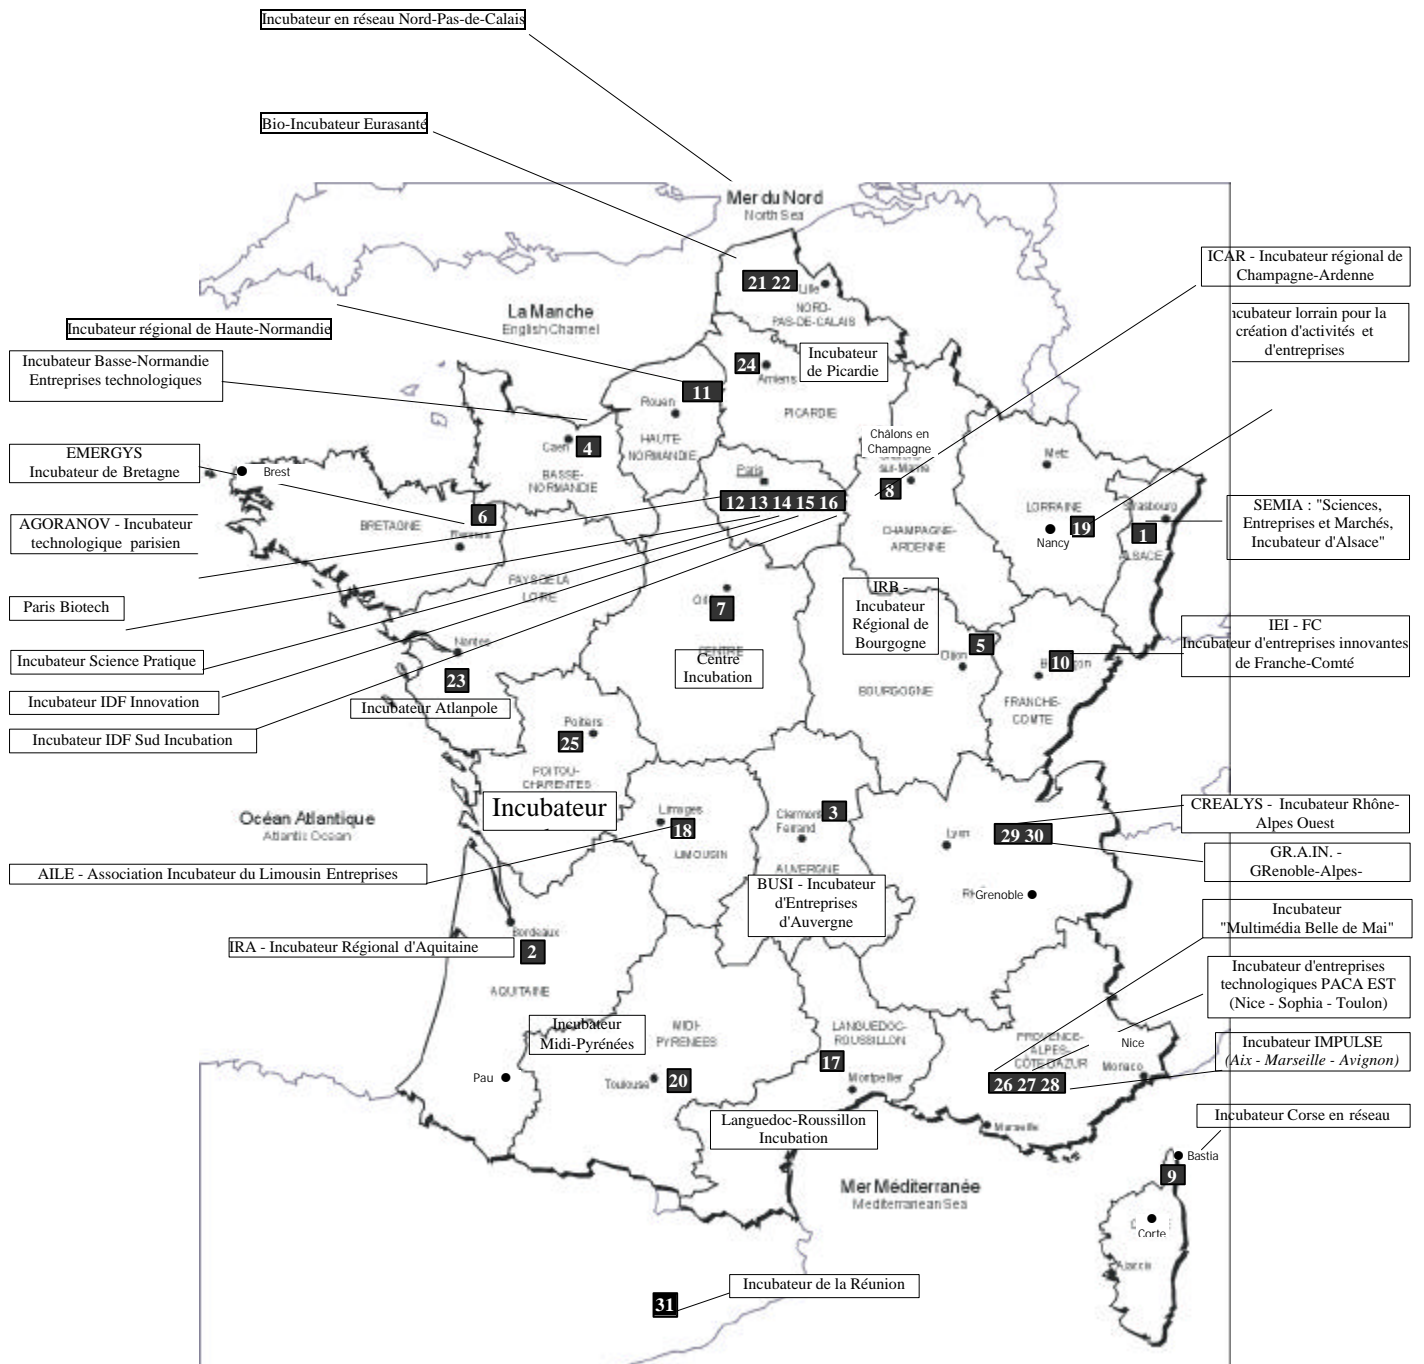 Incubateur en réseau Nord-Pas-de-Calais
Bio-Incubateur Eurasanté
Mer du Nord
North Sea
ICAR - Incubateur régional de
Champagne-Ardenne
21 22
Lille
NORD-
PAS-DE-CALAIS
La Manche
English Channel
Incubateur régional de Haute-Normandie
ncubateur lorrain pour la
création d'activités et
d'entreprises
Incubateur Basse-Normandie
Entreprises technologiques
24
Amiens
Incubateur
de Picardie
11
Rouen
PICARDIE
HAUTE-
NORMANDIE
Caen
4
BASSE-
NORMANDIE
Châlons en
Champagne
sur-Marne
8
CHAMPAGNE-
ARDENNE
Metz
LORRAINE
19
Nancy
Strasbourg
1
ALSACE
SEMIA : "Sciences,
Entreprises et Marchés,
Incubateur d'Alsace"
EMERGYS
Incubateur de Bretagne
Brest
6
BRETAGNE
Rennes
Paris
12 13 14 15 16
AGORANOV - Incubateur
technologique parisien
PAYS DE LA
LOIRE
Paris Biotech
7
CENTRE
Centre
Incubation
IRB -
Incubateur
Régional de
Bourgogne
5
Dijon
BOURGOGNE
10
FRANCHE-
COMTE
IEI - FC
Incubateur d'entreprises innovantes
de Franche-Comté
Incubateur Science Pratique
Nantes
23
Incubateur Atlanpole
Incubateur IDF Innovation
Incubateur IDF Sud Incubation
Poitiers
25
POITOU-
CHARENTES
Incubateur
Océan Atlantique
Atlantic Ocean
Limoges
18
LIMOUSIN
Clermont
Ferrand
3
AUVERGNE
BUSI - Incubateur
d'Entreprises
d'Auvergne
Lyon
29 30
Grenoble
CREALYS - Incubateur Rhône-
Alpes Ouest
GR.A.IN. -
GRenoble-Alpes-
AILE - Association Incubateur du Limousin Entreprises
Incubateur
"Multimédia Belle de Mai"
IRA - Incubateur Régional d'Aquitaine
Bordeaux
2
AQUITAINE
Incubateur d'entreprises
technologiques PACA EST
(Nice - Sophia - Toulon)
Incubateur
Midi-Pyrénées
MIDI-
PYRENEES
LANGUEDOC-
ROUSSILLON
17
Montpellier
PROVENCE-
ALPES-
COTE D'AZUR
Nice
Monaco
26 27 28
Marseille
Incubateur IMPULSE
(Aix - Marseille - Avignon)
Pau
Toulouse
20
Languedoc-Roussillon
Incubation
Incubateur Corse en réseau
Bastia
9
Mer Méditerranée
Mediterranean Sea
Corte
Ajaccio
31
Incubateur de la Réunion